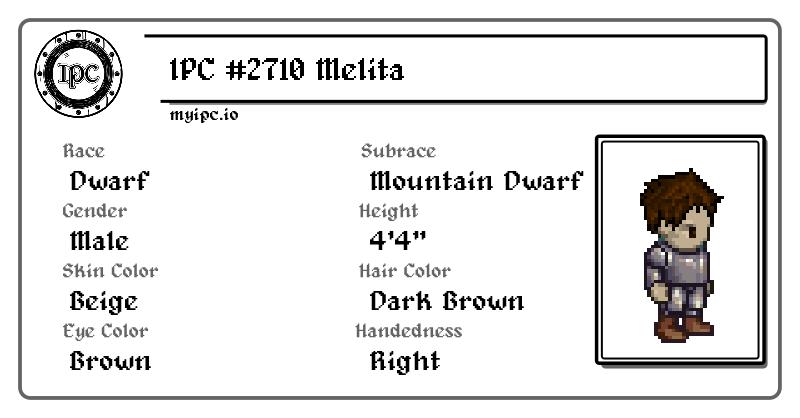 IPC
IPC #2710 Melita
myipc.io
Race
Subrace
Dwarf
Mountain Dwarf
Gender
Height
Male
4'4"
Skin Color
Hair Color
Beige
Dark Brown
Eye Color
Handedness
Brown
Right